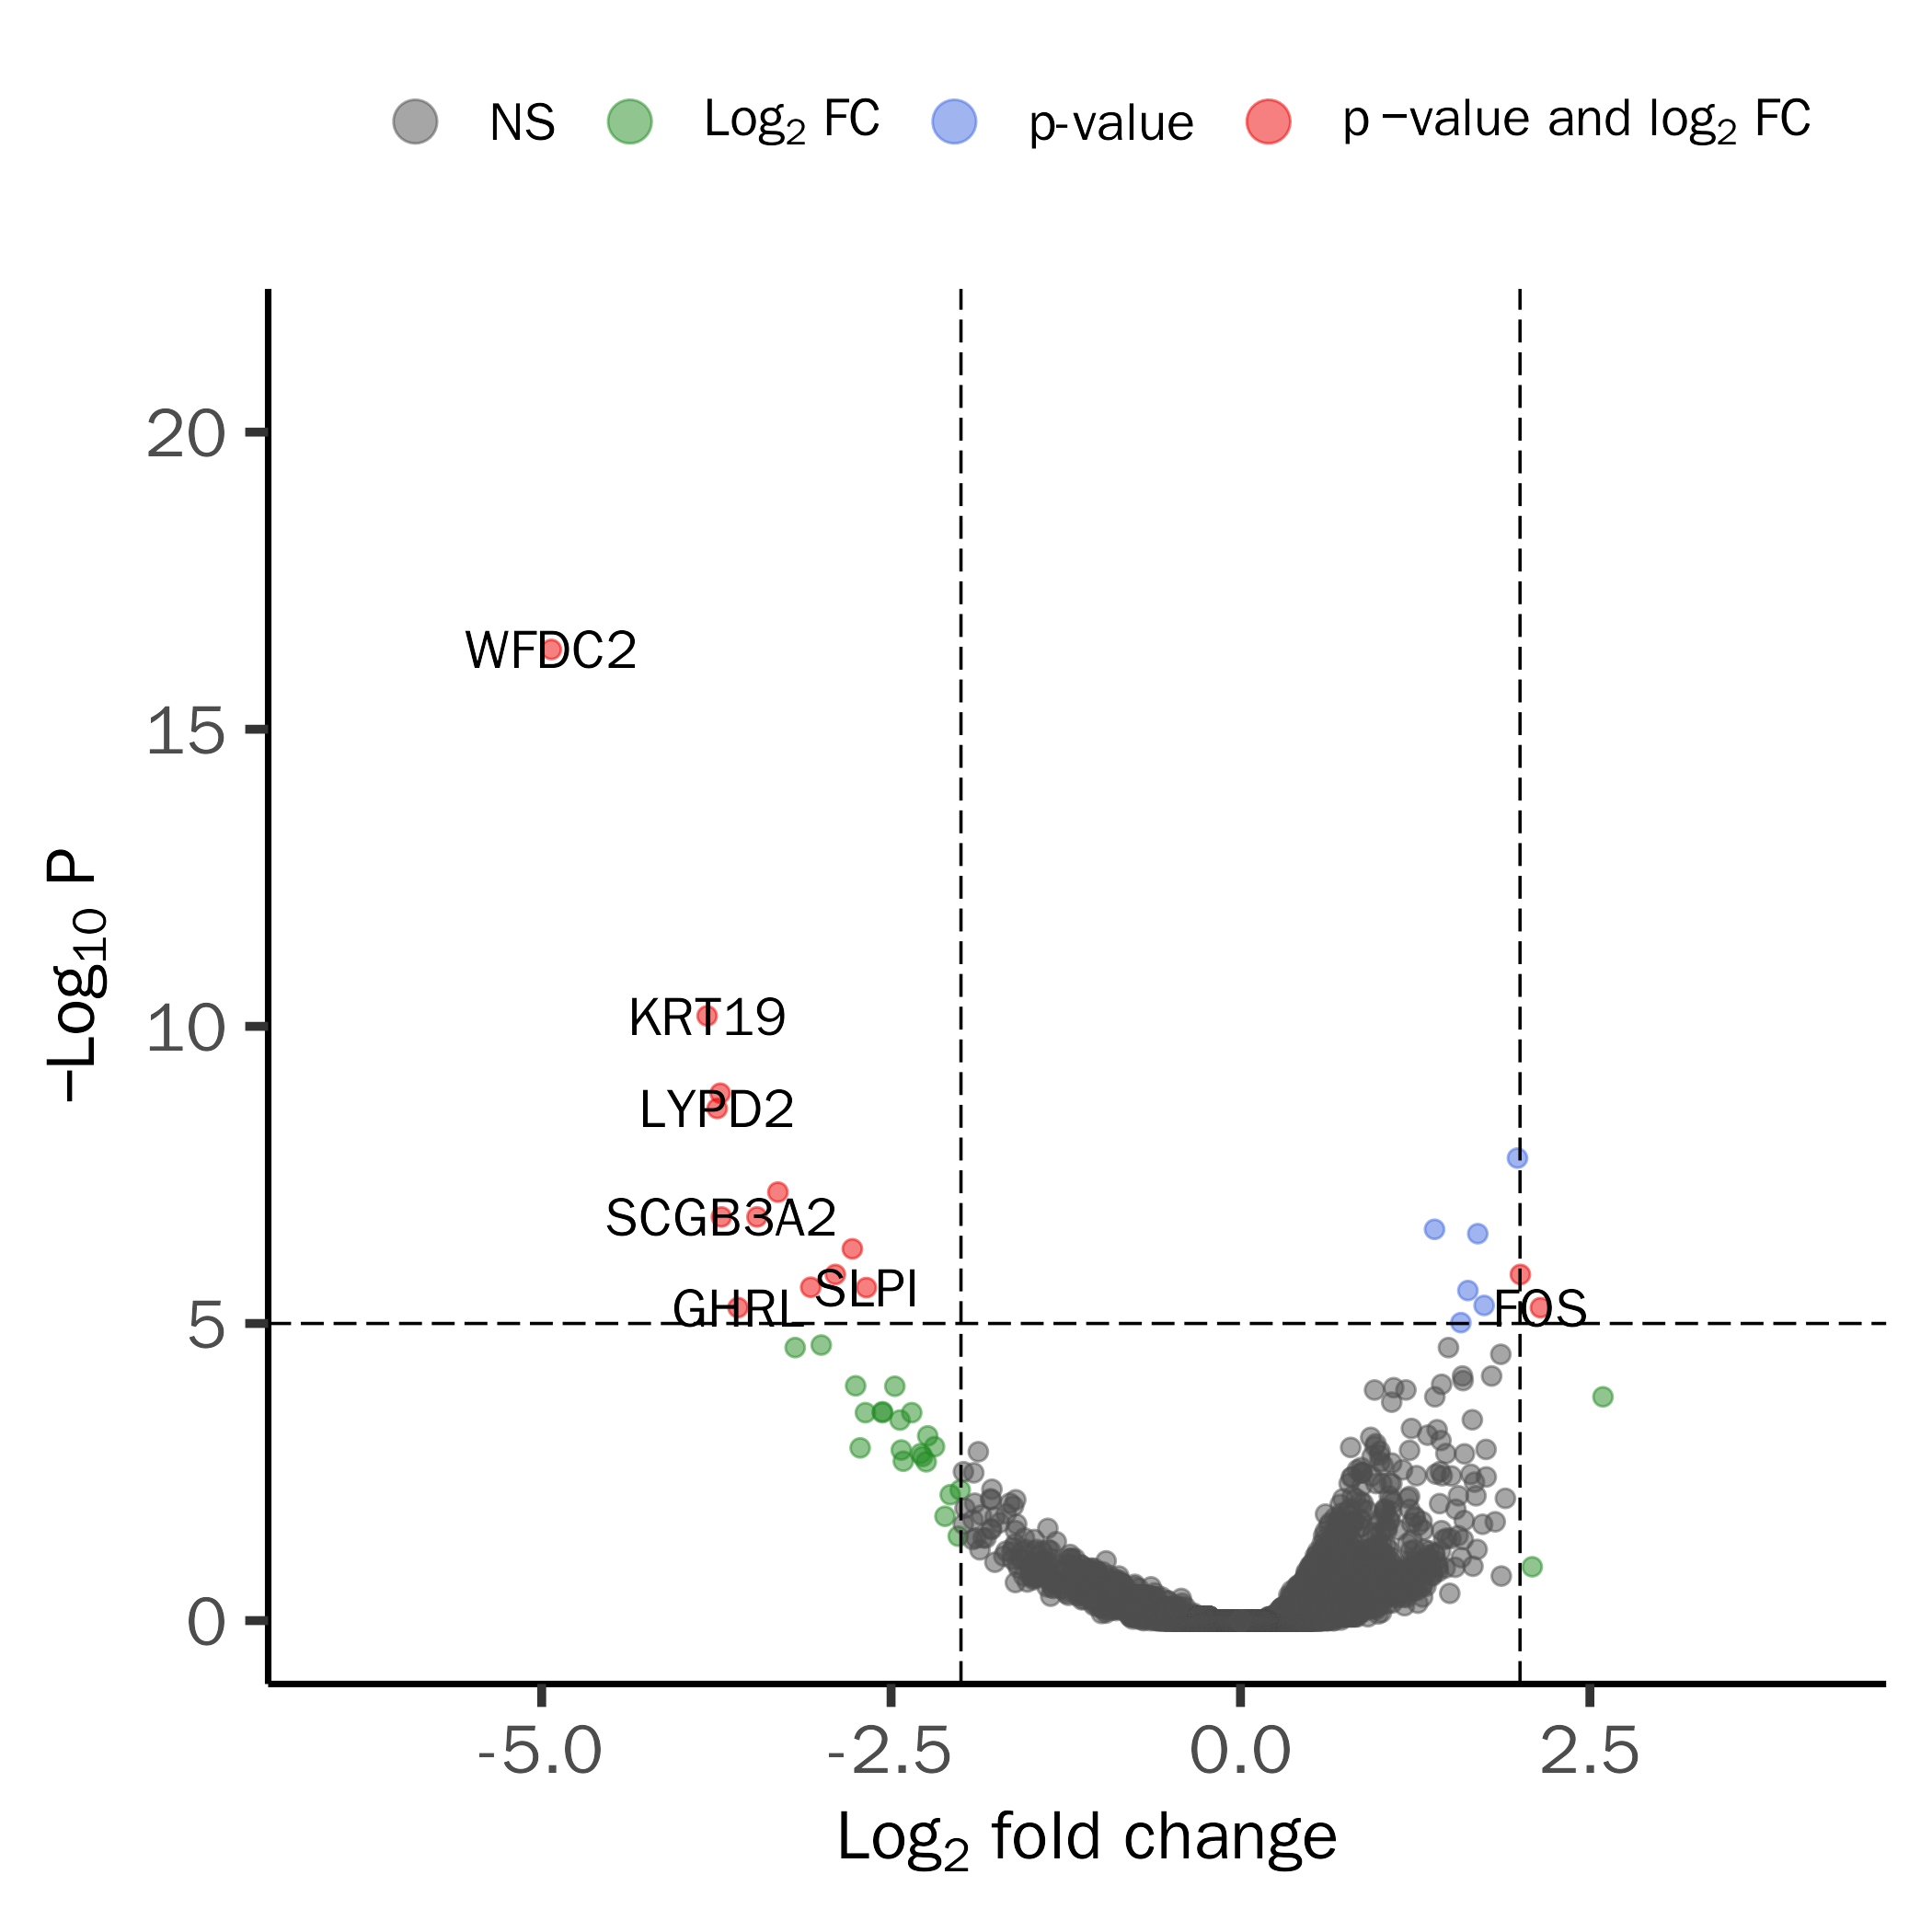 NS Log2 FC p-value p −value and log2 FC
20
15
10
5
0
−Log10 P
WFDC2
KRT19
LYPD2
SCGB3A2
SLPI
GHRL
FOS
-5.0 -2.5 0.0 2.5
Log2 fold change